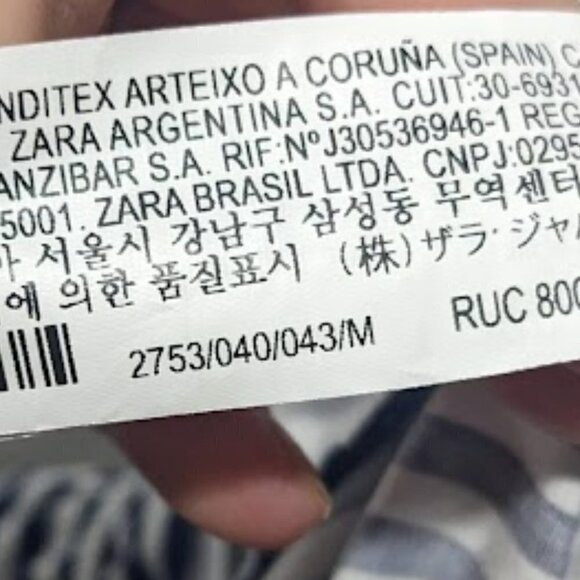 NDITEX ARTEIXO A CORUÑA (SPAIN) C
ZARA ARGENTINA S.A. CUIT:30-6931
ANZIBAR S.A. RIF:NºJ30536946-1 REG
5001. ZARA BRASIL LTDA. CNPJ:0295
서울시 강남구 삼성동 무역센터
에 의한 품질표시 (株)ザラ・ジャ
2753/040/043/M RUC 800